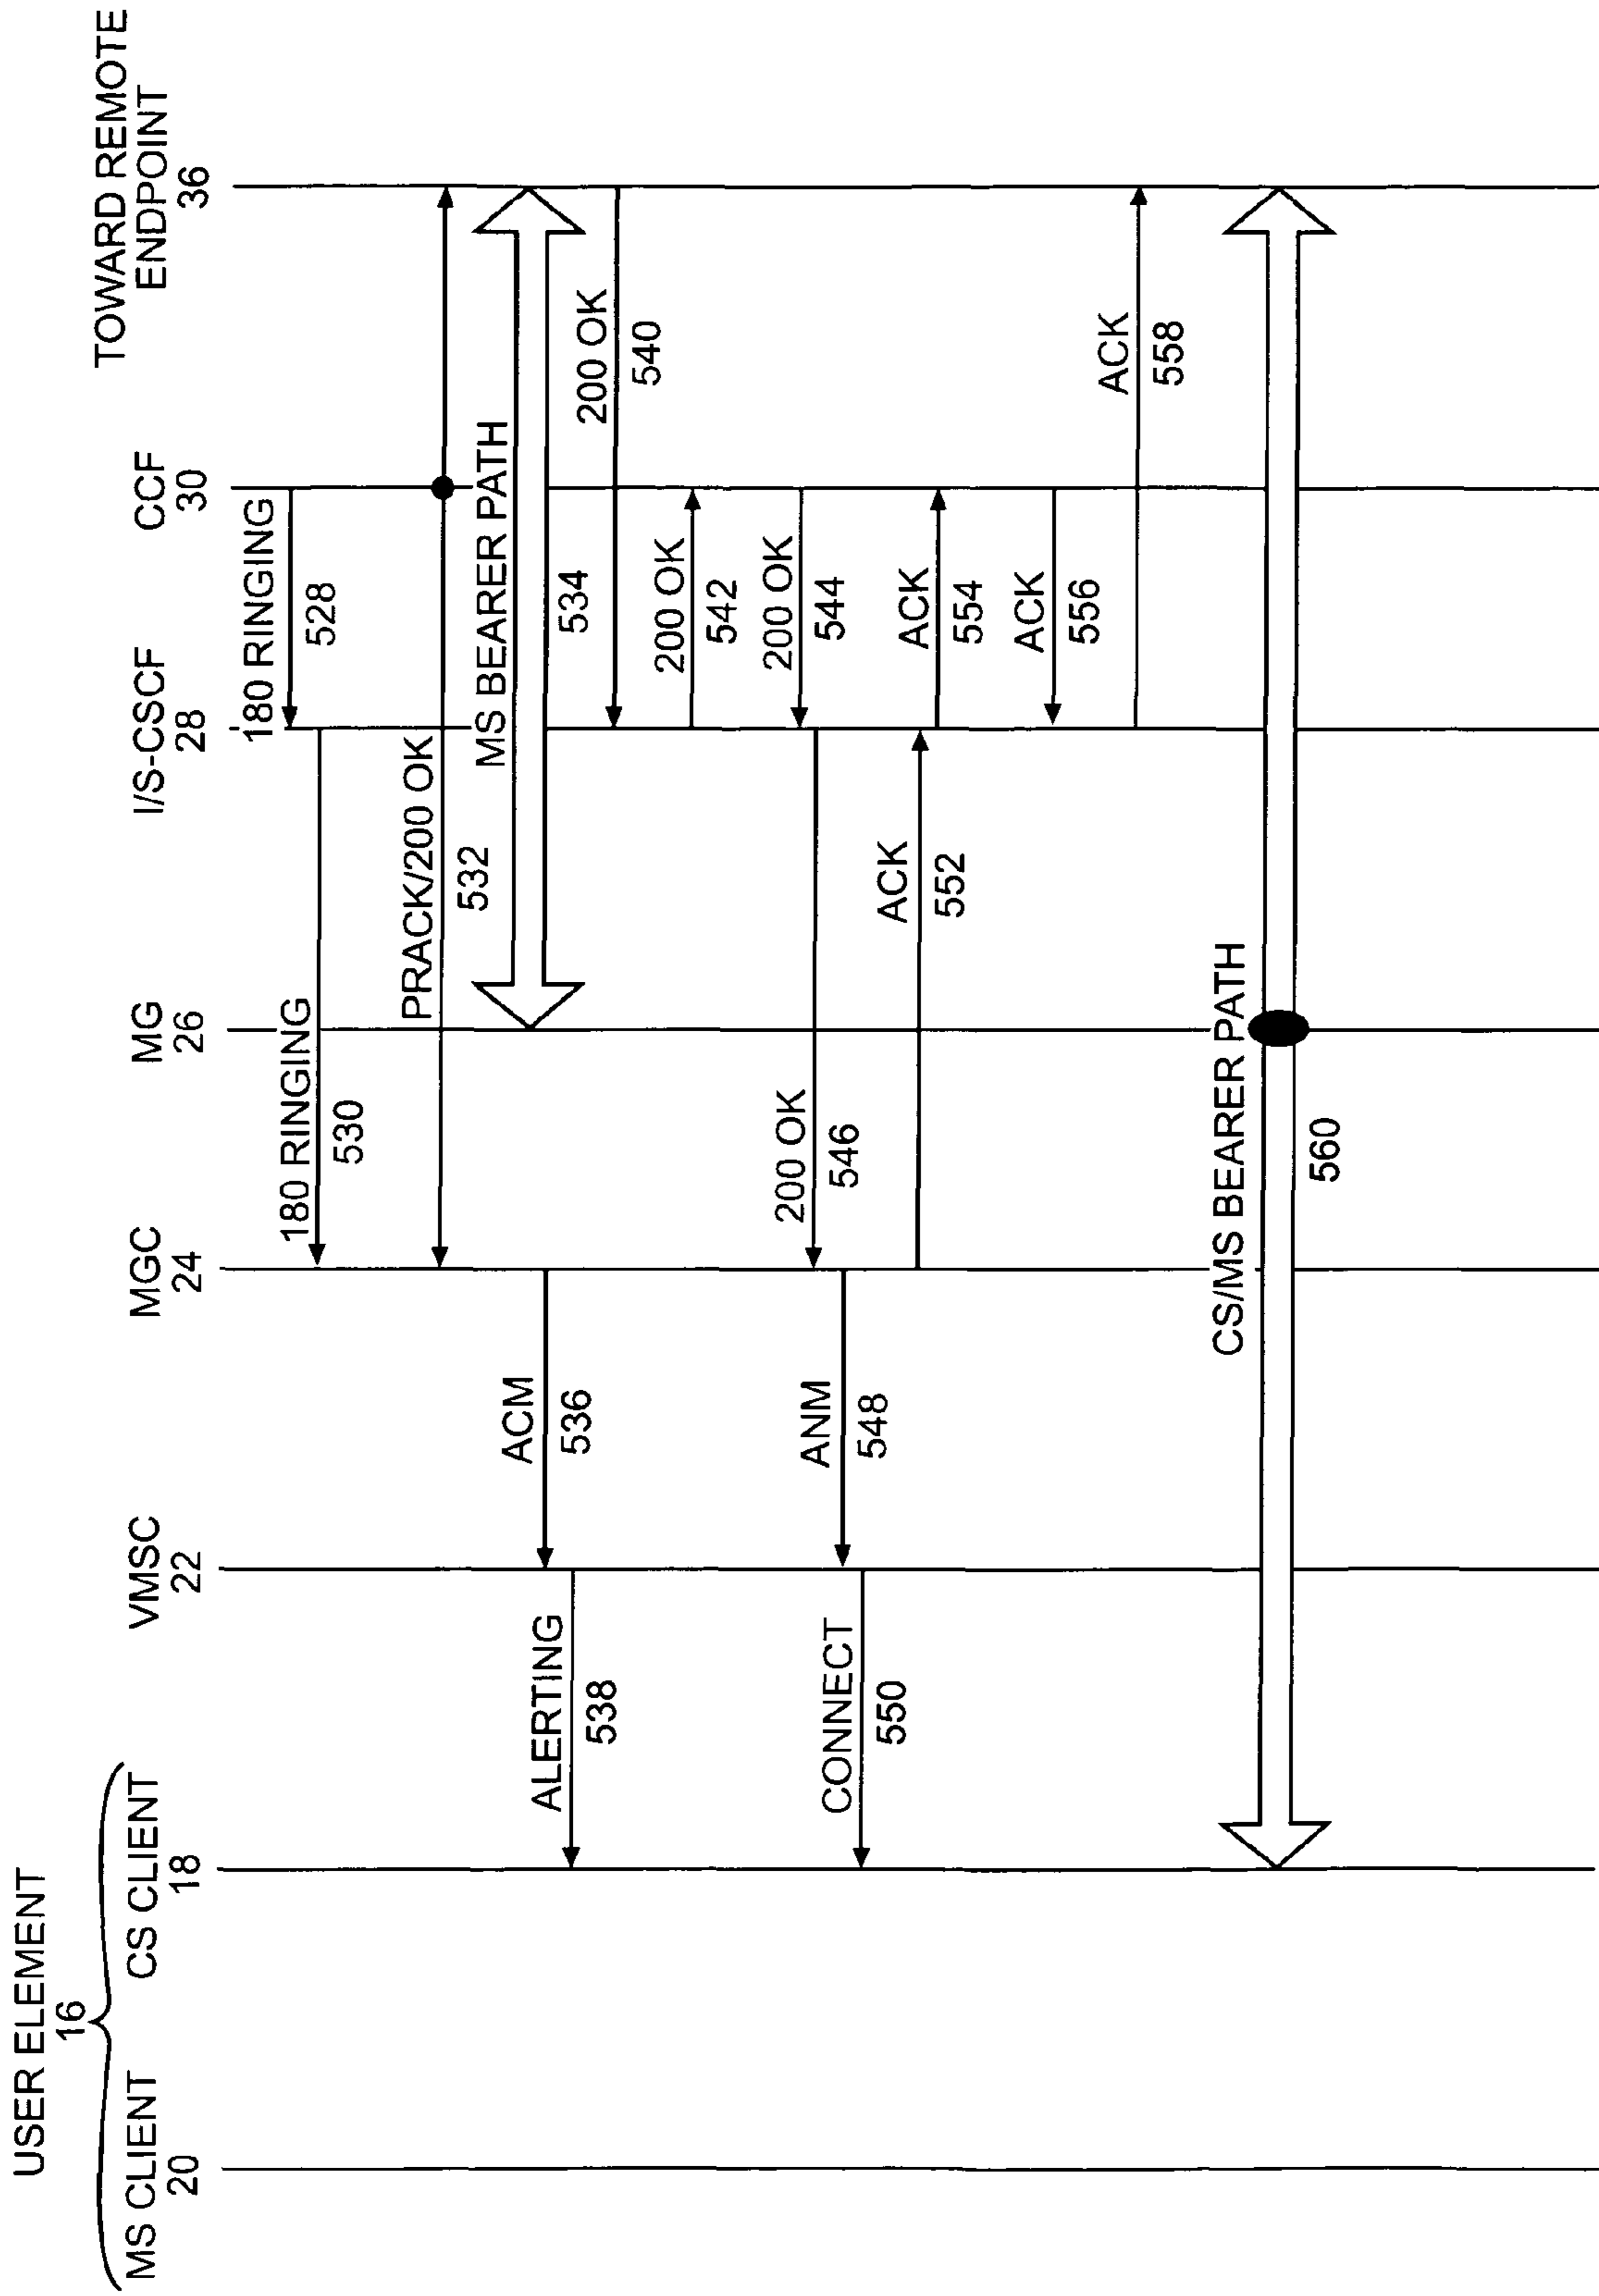 USER ELEMENT
16
MS CLIENT
20
CS CLIENT
18
VMSC
22
MGC
24
MG
26
I/S-CSCF
28
CCF
30
TOWARD REMOTE
ENDPOINT
36
180 RINGING
528
180 RINGING
530
PRACK/200 OK
532
MS BEARER PATH
534
ACM
536
ALERTING
538
200 OK
540
200 OK
542
200 OK
544
200 OK
546
ANM
548
CONNECT
550
ACK
552
ACK
554
ACK
556
ACK
558
CS/MS BEARER PATH
560